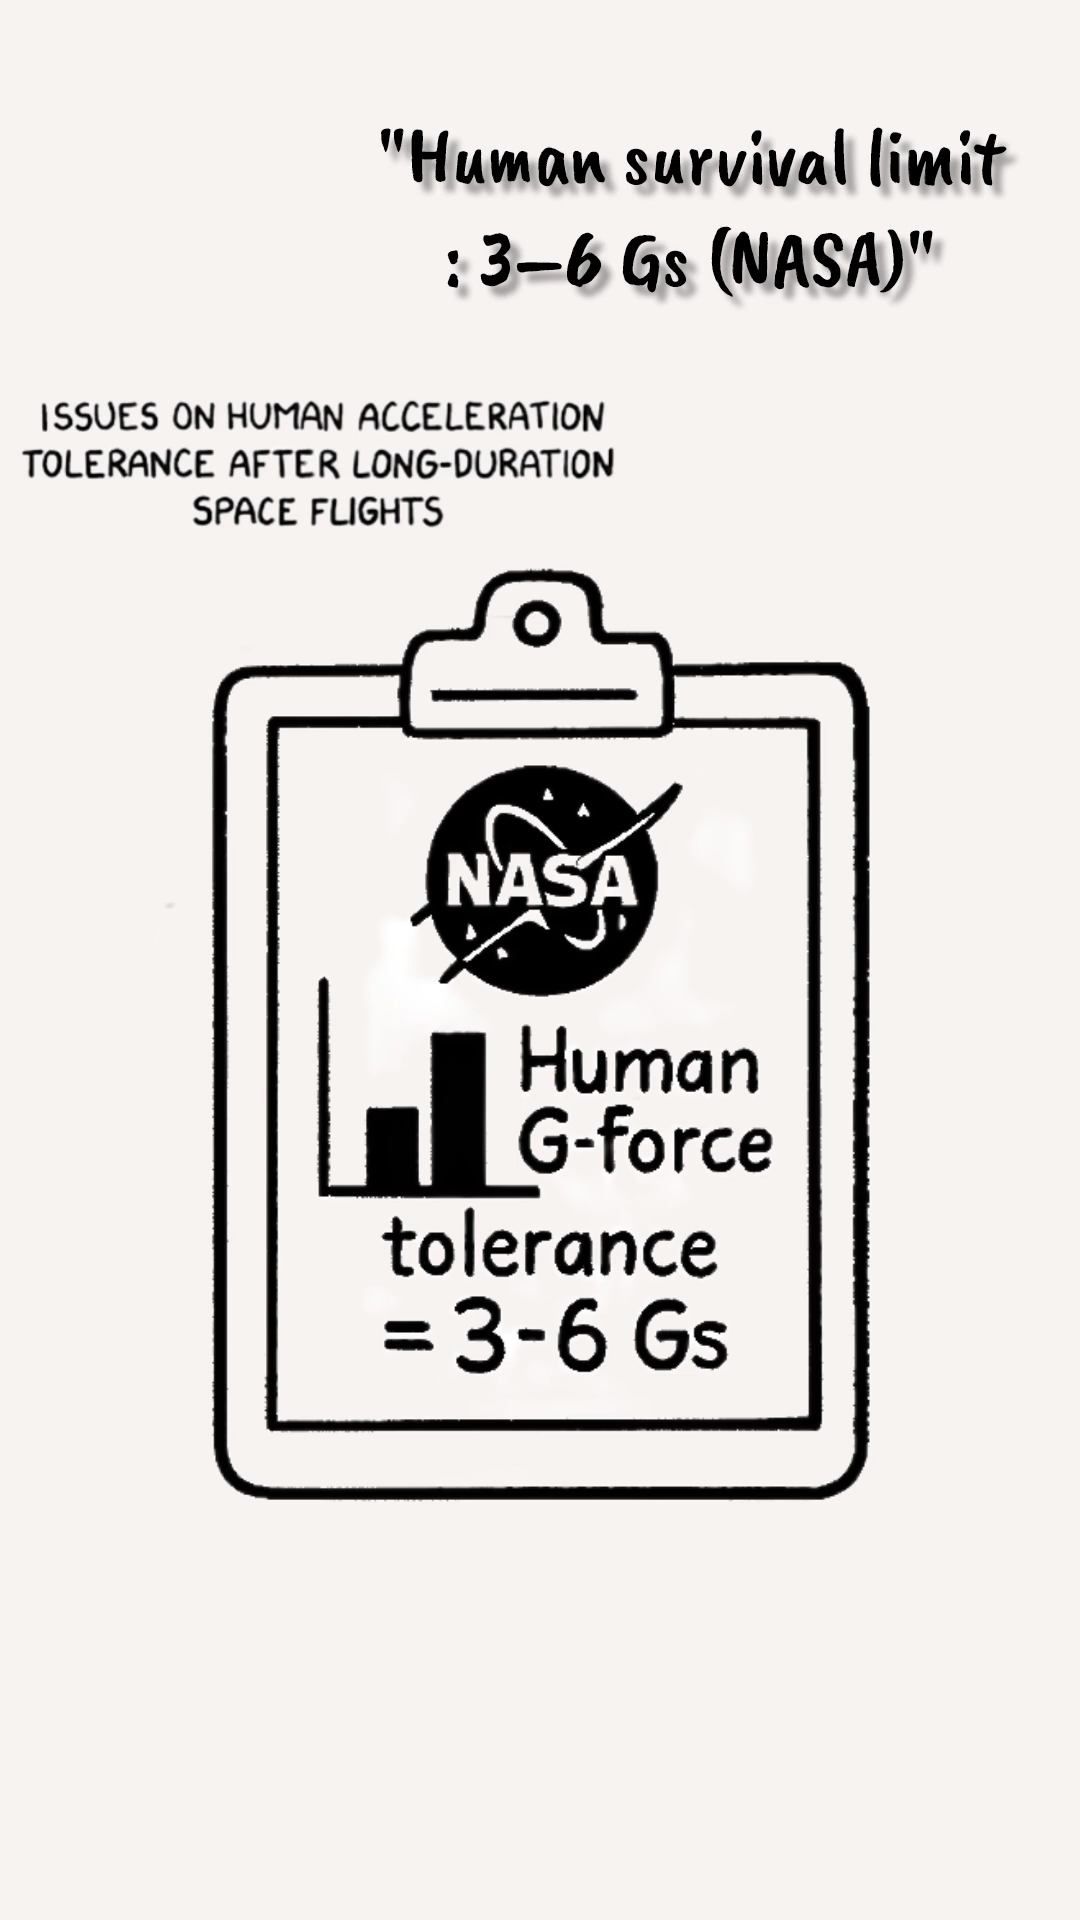 "Human survival limit
: 3–6 Gs (NASA)"
ISSUES ON HUMAN ACCELERATION
TOLERANCE AFTER LONG-DURATION
SPACE FLIGHTS
NASA
Human
G-force
tolerance
= 3-6 Gs